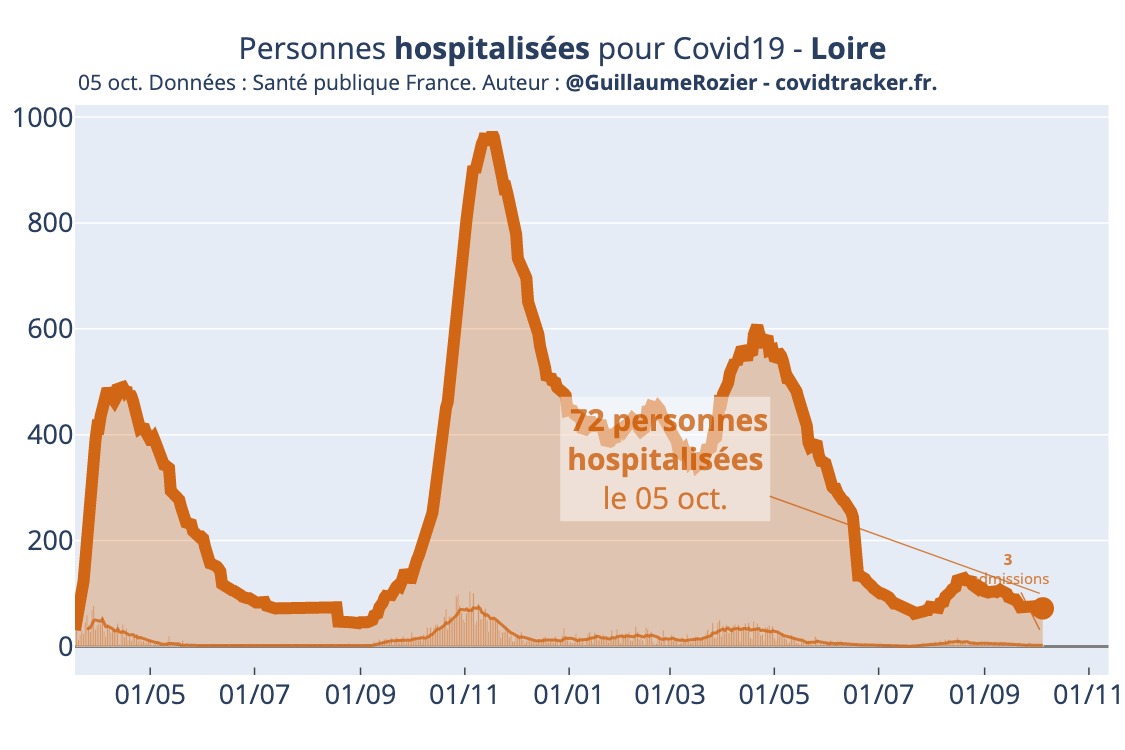 Personnes hospitalisées pour Covid19 - Loire
05 oct. Données : Santé publique France. Auteur : @GuillaumeRozier - covidtracker.fr.
1000
800
600
400
200
0
72 personnes
hospitalisées
le 05 oct.
3
admissions
01/05 01/07 01/09 01/11 01/01 01/03 01/05 01/07 01/09 01/11